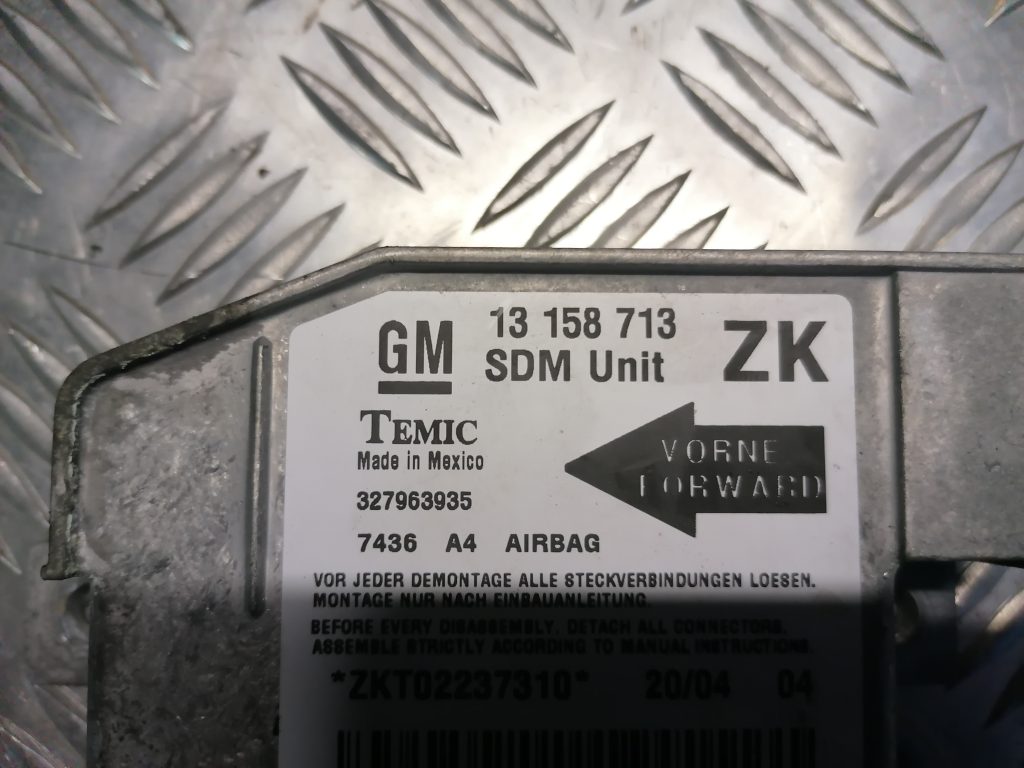 GM
13 158 713
SDM Unit
ZK
TEMIC
Made in Mexico
VORNE
FORWARD
327963935
7436 A4 AIRBAG
VOR JEDER DEMONTAGE ALLE STECKVERBINDUNGEN LOESEN.
MONTAGE NUR NACH EINBAUANLEITUNG.
BEFORE EVERY DISASSEMBLY, DETACH ALL CONNECTORS.
ASSEMBLE STRICTLY ACCORDING TO MANUAL INSTRUCTIONS.
*ZKT02237310* 20/04 04